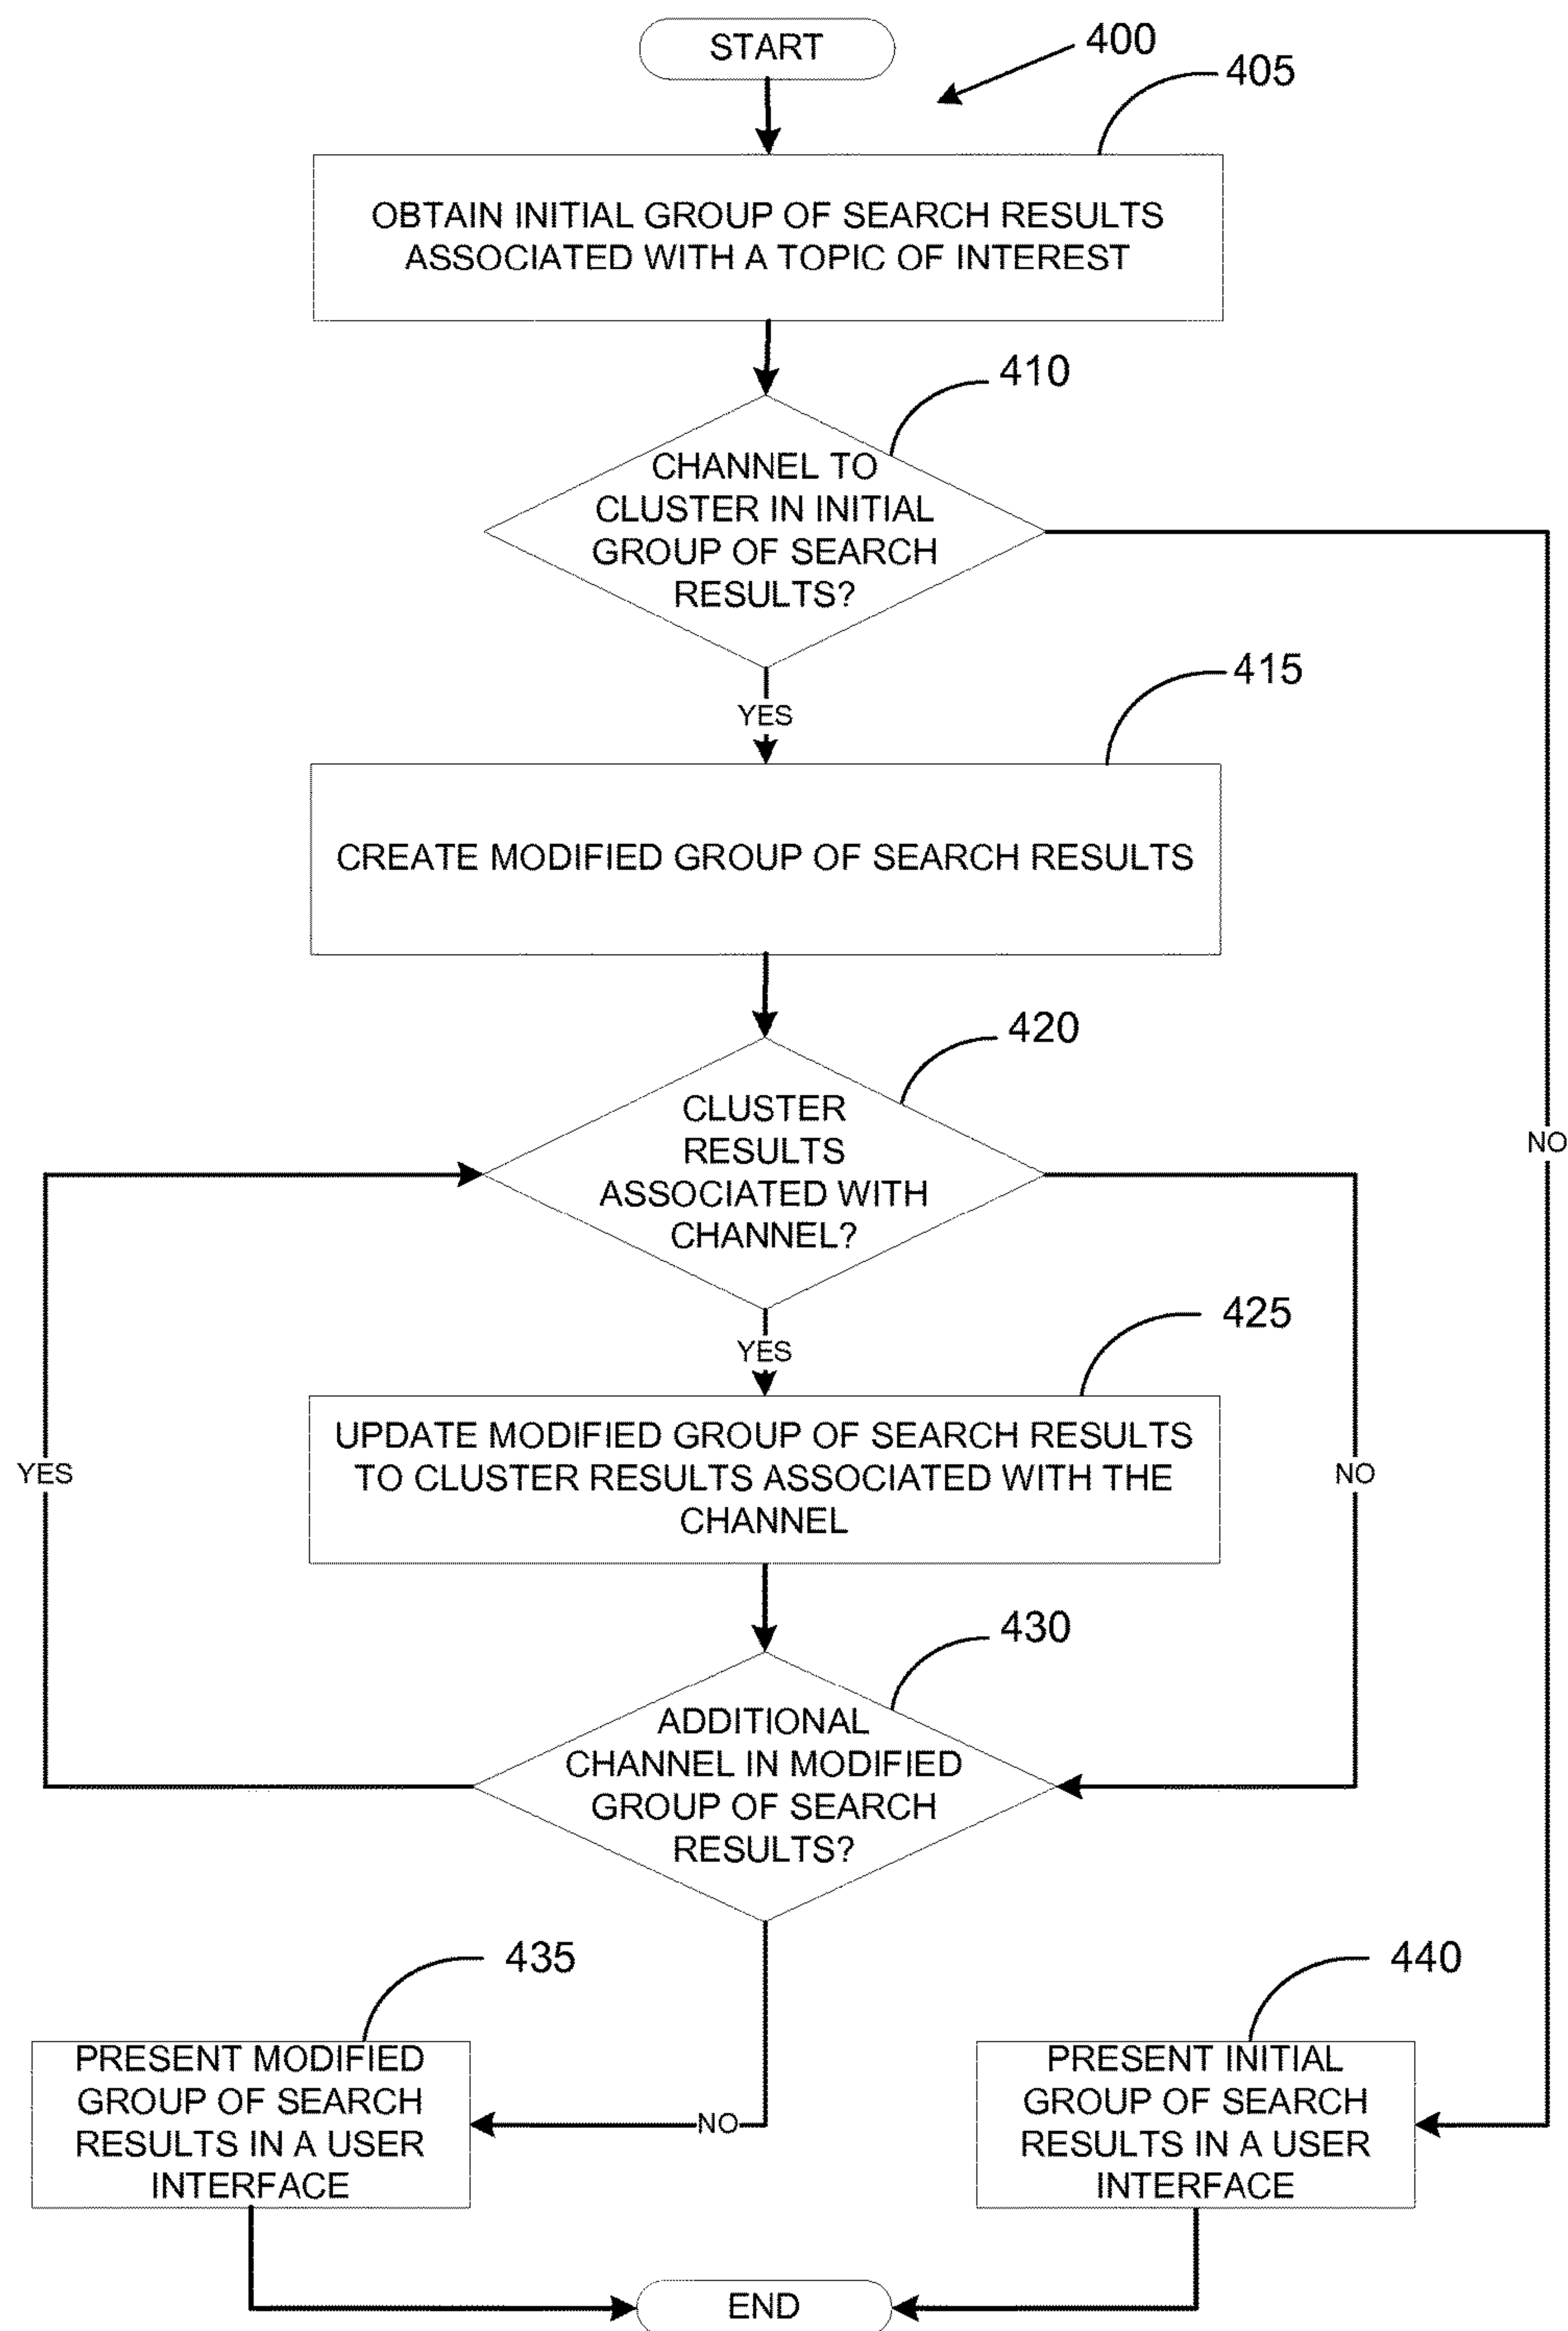 START
400
405
OBTAIN INITIAL GROUP OF SEARCH RESULTS
ASSOCIATED WITH A TOPIC OF INTEREST
410
CHANNEL TO
CLUSTER IN INITIAL
GROUP OF SEARCH
RESULTS?
415
YES
CREATE MODIFIED GROUP OF SEARCH RESULTS
420
CLUSTER
RESULTS
ASSOCIATED WITH
CHANNEL?
NO
425
YES
UPDATE MODIFIED GROUP OF SEARCH RESULTS
TO CLUSTER RESULTS ASSOCIATED WITH THE
CHANNEL
YES
NO
430
ADDITIONAL
CHANNEL IN MODIFIED
GROUP OF SEARCH
RESULTS?
435
440
PRESENT MODIFIED
GROUP OF SEARCH
RESULTS IN A USER
INTERFACE
NO
PRESENT INITIAL
GROUP OF SEARCH
RESULTS IN A USER
INTERFACE
END